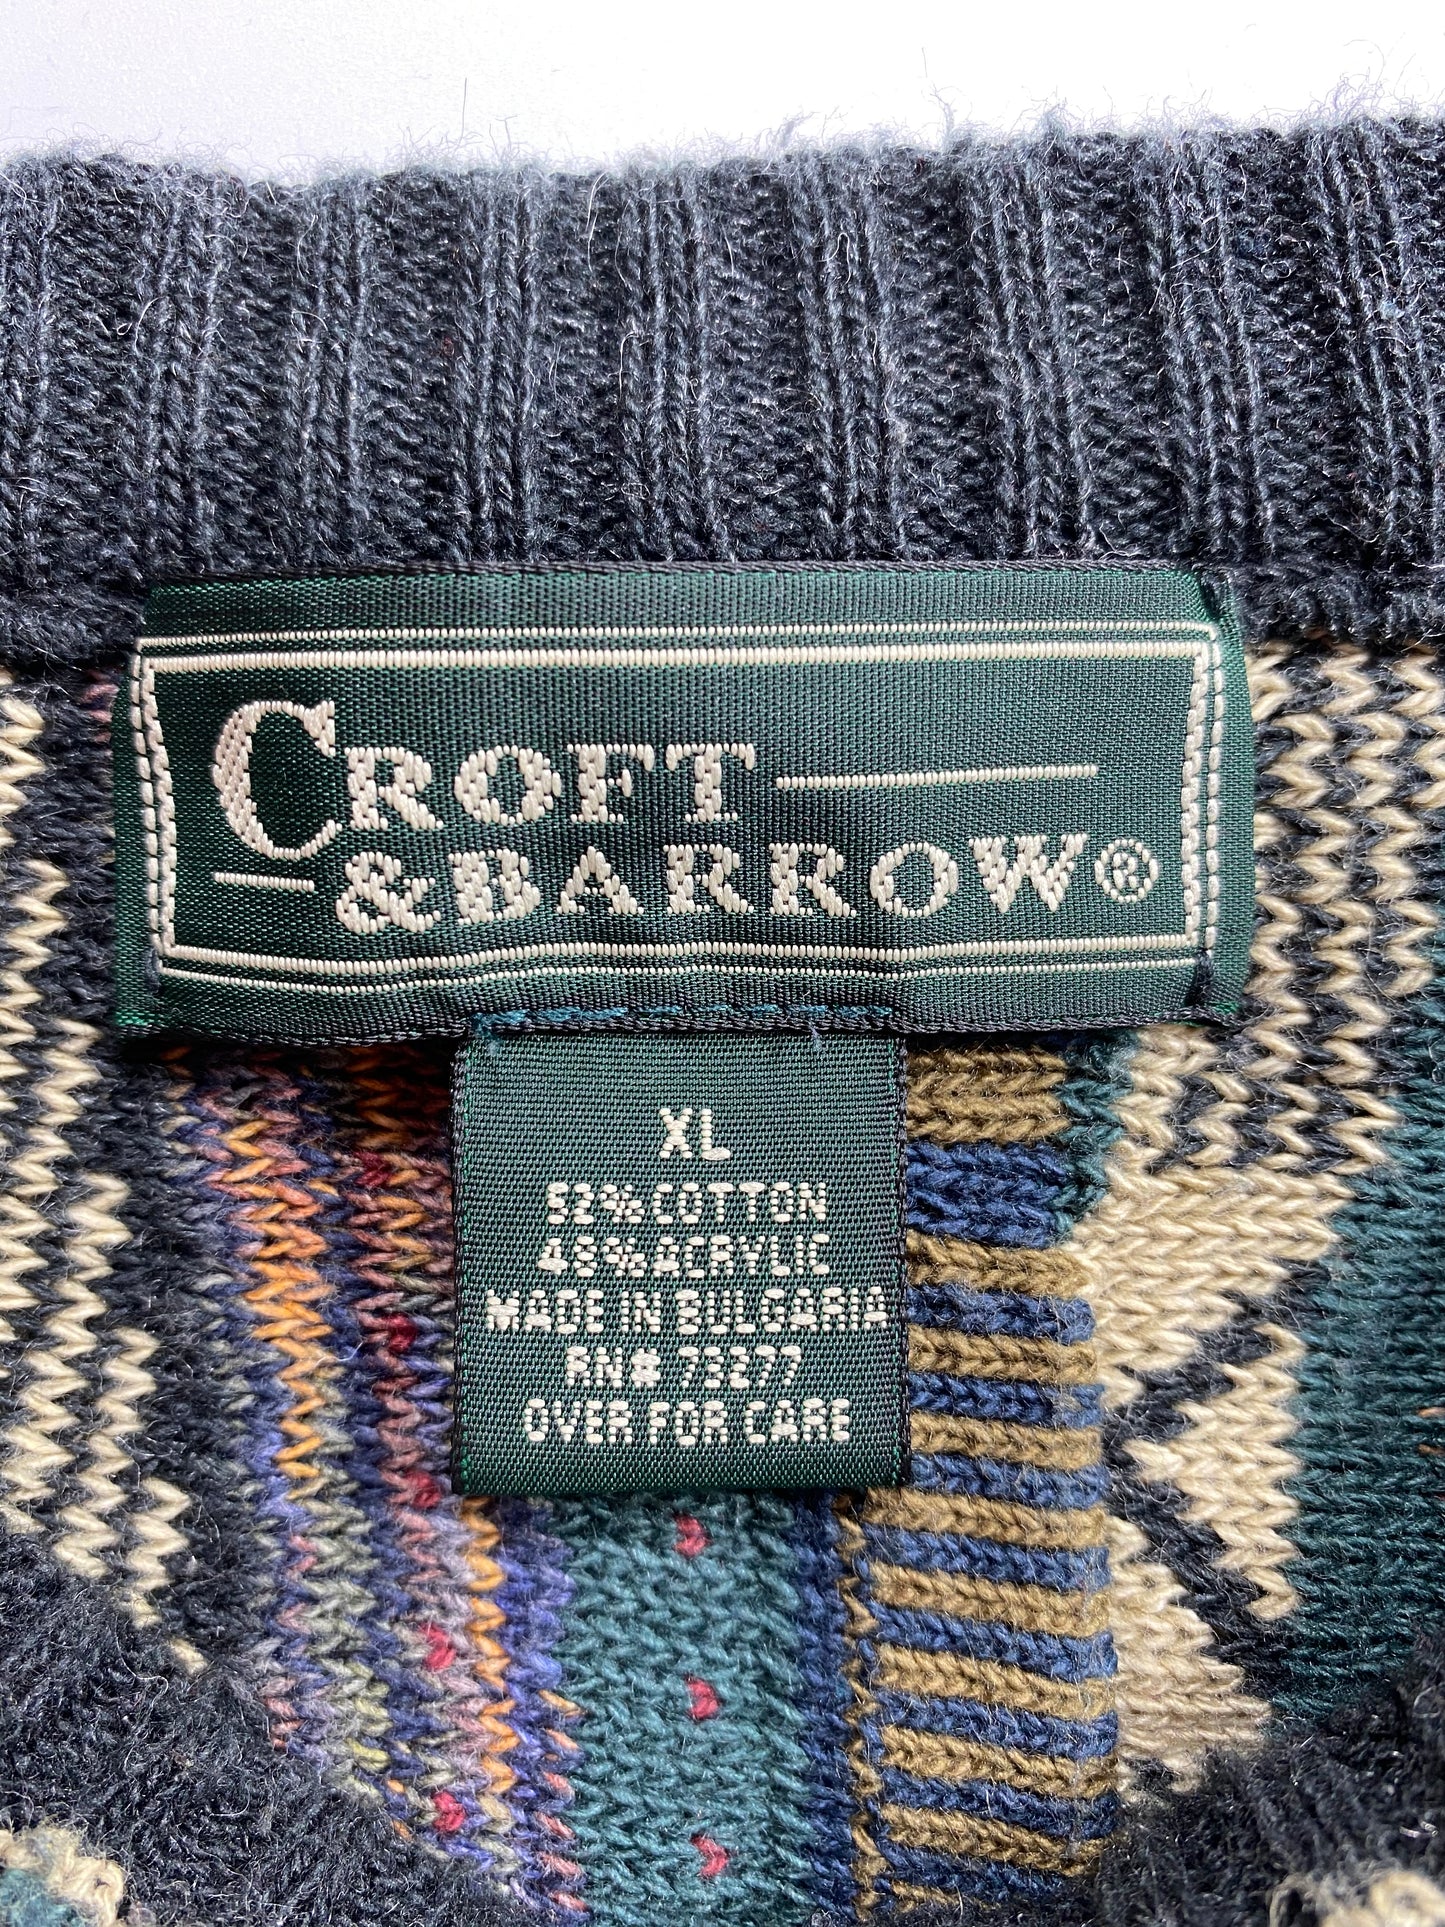 CROFT
& BARROW®
XL
52% COTTON
48% ACRYLIC
MADE IN BULGARIA
RN# 73277
OVER FOR CARE